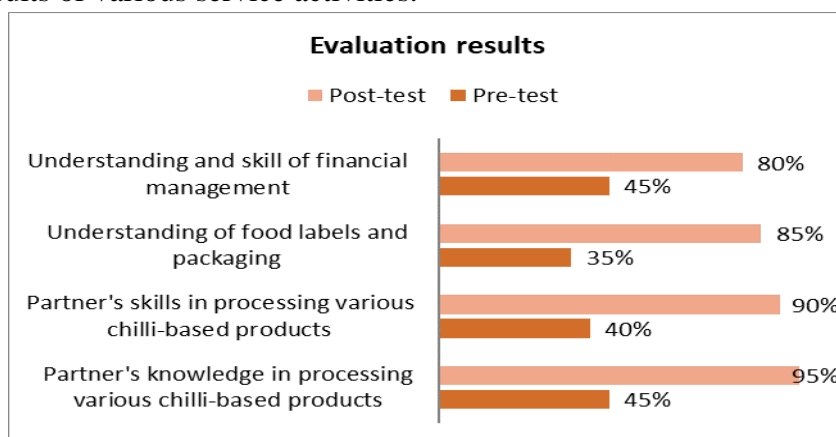 Evaluation results
Post-test Pre-test
Understanding and skill of financial
management
80%
45%
Understanding of food labels and
packaging
85%
35%
Partner's skills in processing various
chilli-based products
90%
40%
Partner's knowledge in processing
various chilli-based products
95%
45%